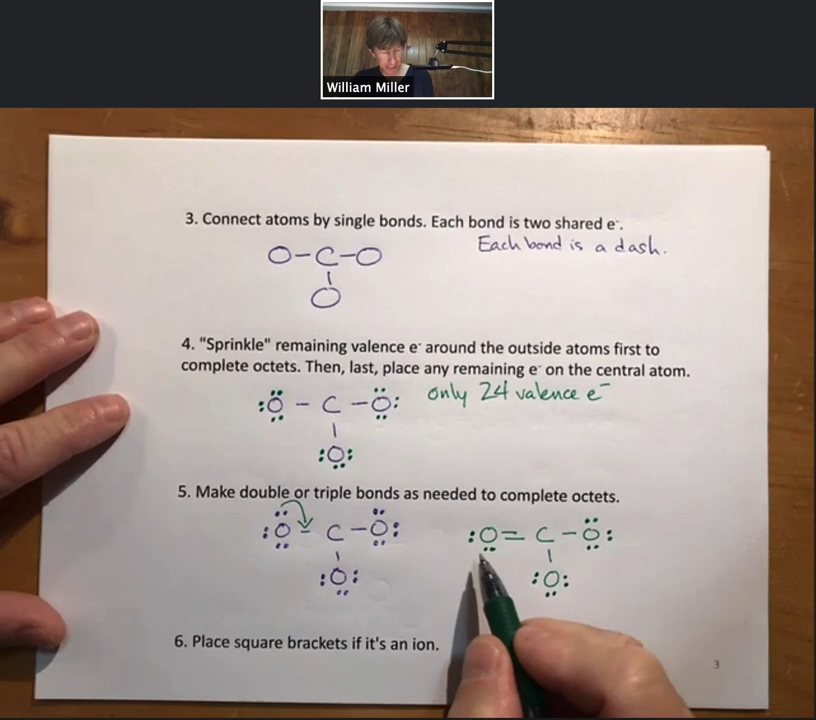 William Miller
3. Connect atoms by single bonds. Each bond is two shared e⁻.
Each bond is a dash.
O – C – O
|
O
4. "Sprinkle" remaining valence e⁻ around the outside atoms first to
complete octets. Then, last, place any remaining e⁻ on the central atom.
only 24 valence e⁻
:Ö – C – Ö:
|
:O:
5. Make double or triple bonds as needed to complete octets.
:Ö – C – Ö:
|
:O:
:O = C – Ö:
|
:O:
6. Place square brackets if it's an ion.
3